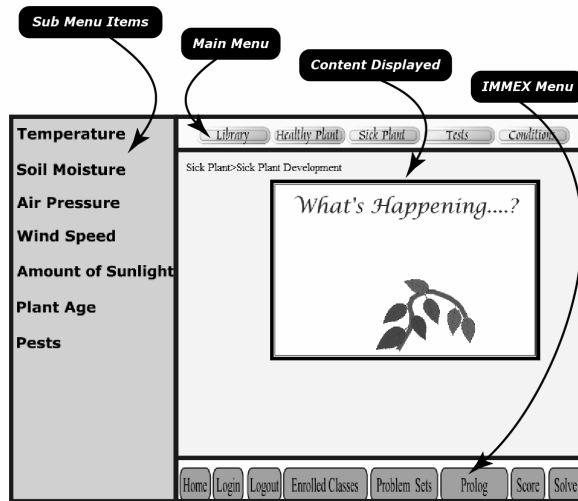 Sub Menu Items
Main Menu
Content Displayed
IMMEX Menu
Temperature
Soil Moisture
Air Pressure
Wind Speed
Amount of Sunlight
Plant Age
Pests
Library Healthy Plant Sick Plant Tests Conditions
Sick Plant>Sick Plant Development
What's Happening....?
Home Login Logout Enrolled Classes Problem Sets Prolog Score Solve